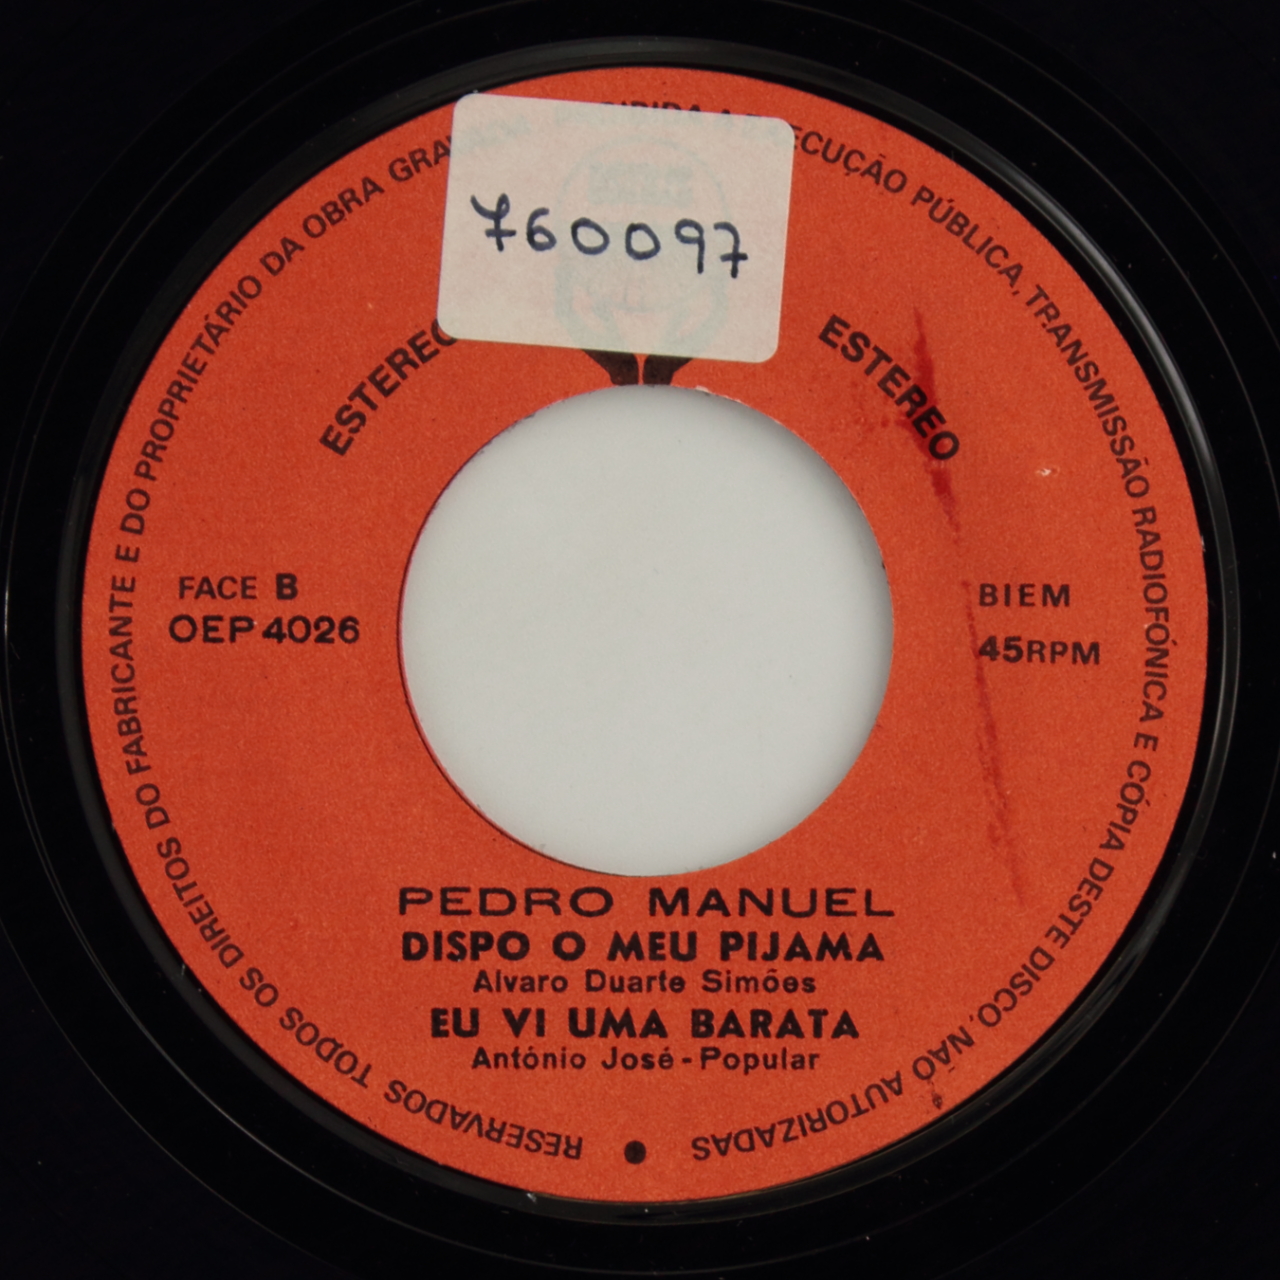 RESERVADOS TODOS OS DIREITOS DO FABRICANTE E DO PROPRIETÁRIO DA OBRA PÚBLICA, TRANSMISSÃO RADIOFÓNICA E CÓPIA DESTE DISCO, NÃO AUTORIZADAS
760097
ESTEREO
FACE B
OEP 4026
BIEM
45RPM
PEDRO MANUEL
DISPO O MEU PIJAMA
Alvaro Duarte Simões
EU VI UMA BARATA
António José-Popular